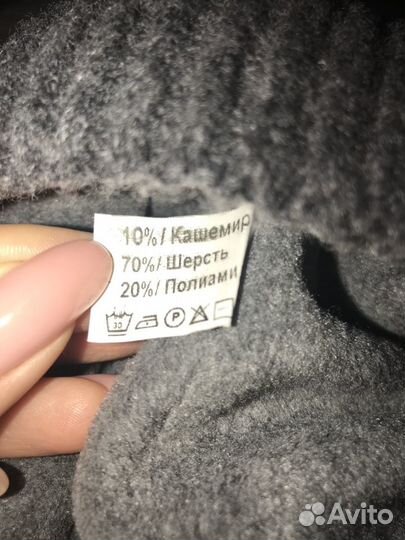 10%/ Кашемир
70%/ Шерсть
20%/ Полиами
30 P
Avito